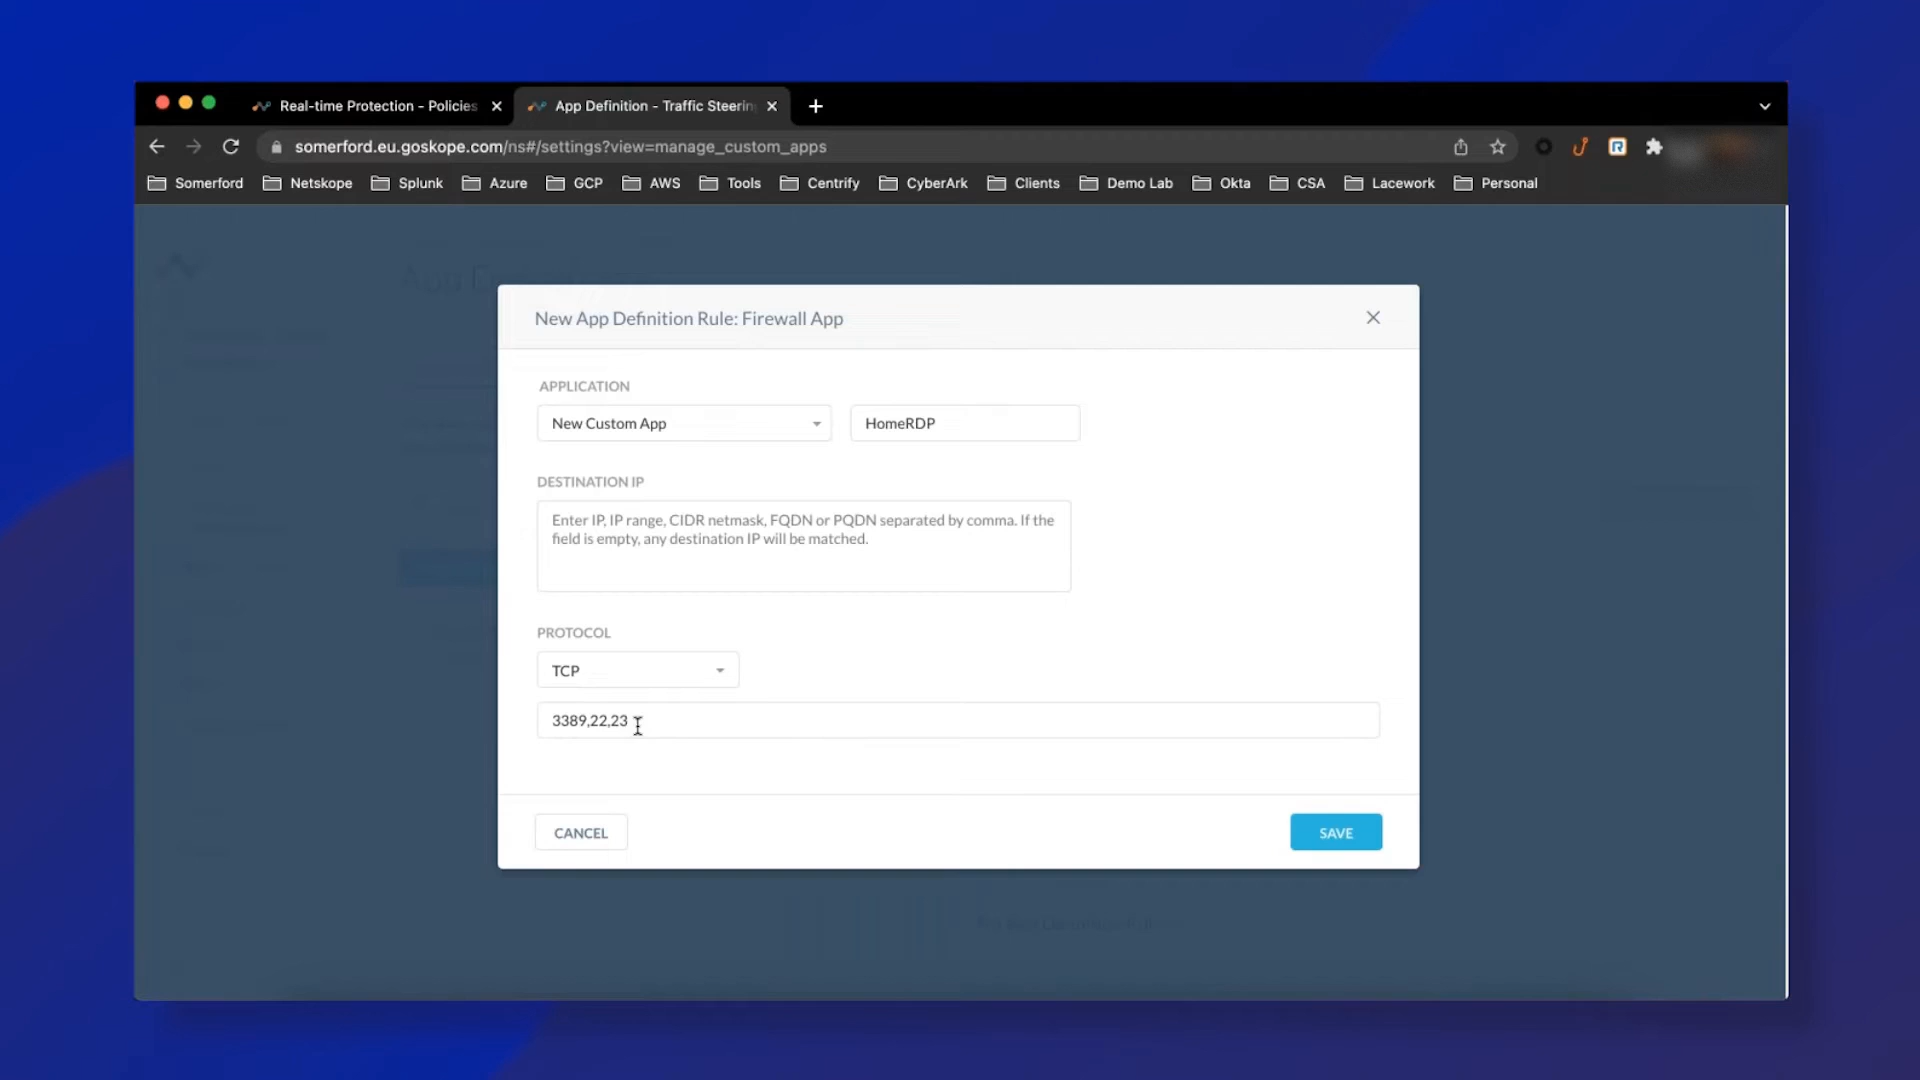 Real-time Protection - Policies
App Definition - Traffic Steerin
somerford.eu.goskope.com/ns#/settings?view=manage_custom_apps
Somerford
Netskope
Splunk
Azure
GCP
AWS
Tools
Centrify
CyberArk
Clients
Demo Lab
Okta
CSA
Lacework
Personal
New App Definition Rule: Firewall App
APPLICATION
New Custom App
HomeRDP
DESTINATION IP
Enter IP, IP range, CIDR netmask, FQDN or PQDN separated by comma. If the
field is empty, any destination IP will be matched.
PROTOCOL
TCP
3389,22,23
CANCEL
SAVE